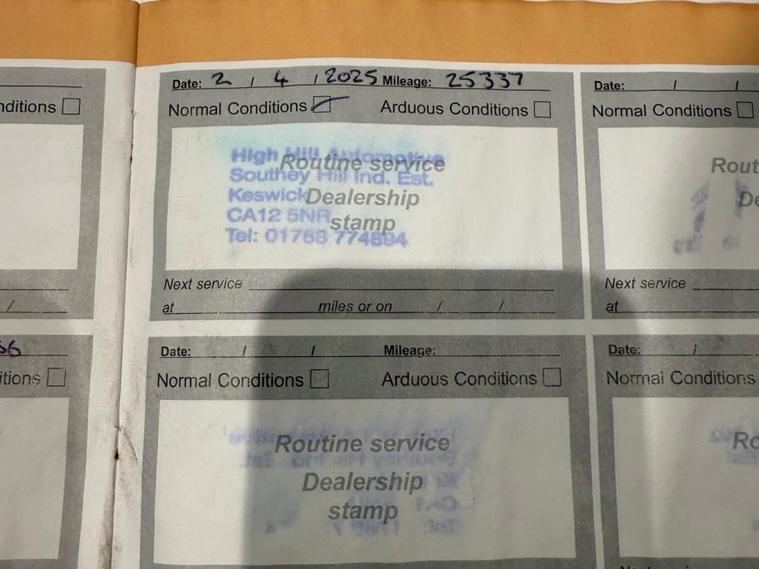 Date: 2 / 4 / 2025 Mileage: 25337
Normal Conditions Arduous Conditions
High Hill Automotive
Routine service
Southey Hill Ind. Est.
Keswick
Dealership
CA12 5NR
stamp
Tel: 01768 774894
Next service
at miles or on / /
Date: / / Mileage:
Normal Conditions Arduous Conditions
Routine service
Dealership
stamp
nditions
/
56
itions
Date: / /
Normal Conditions
Rout
De
Next service
at
Date: /
Normal Conditions
Ro